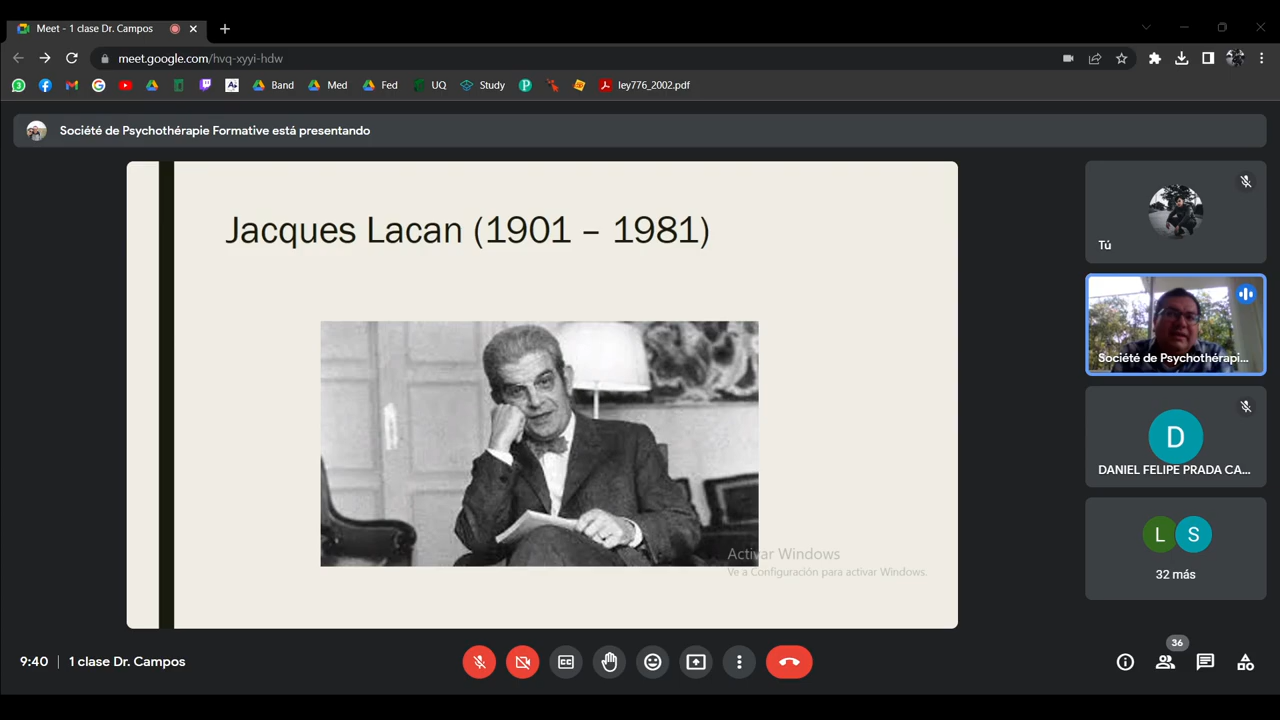 Meet - 1 clase Dr. Campos
meet.google.com/hvq-xyyi-hdw
Band
Med
Fed
UQ
Study
ley776_2002.pdf
Société de Psychothérapie Formative está presentando
Jacques Lacan (1901 – 1981)
Activar Windows
Ve a Configuración para activar Windows.
Tú
Société de Psychothérapi...
D
DANIEL FELIPE PRADA CA...
L
S
32 más
9:40
1 clase Dr. Campos
36